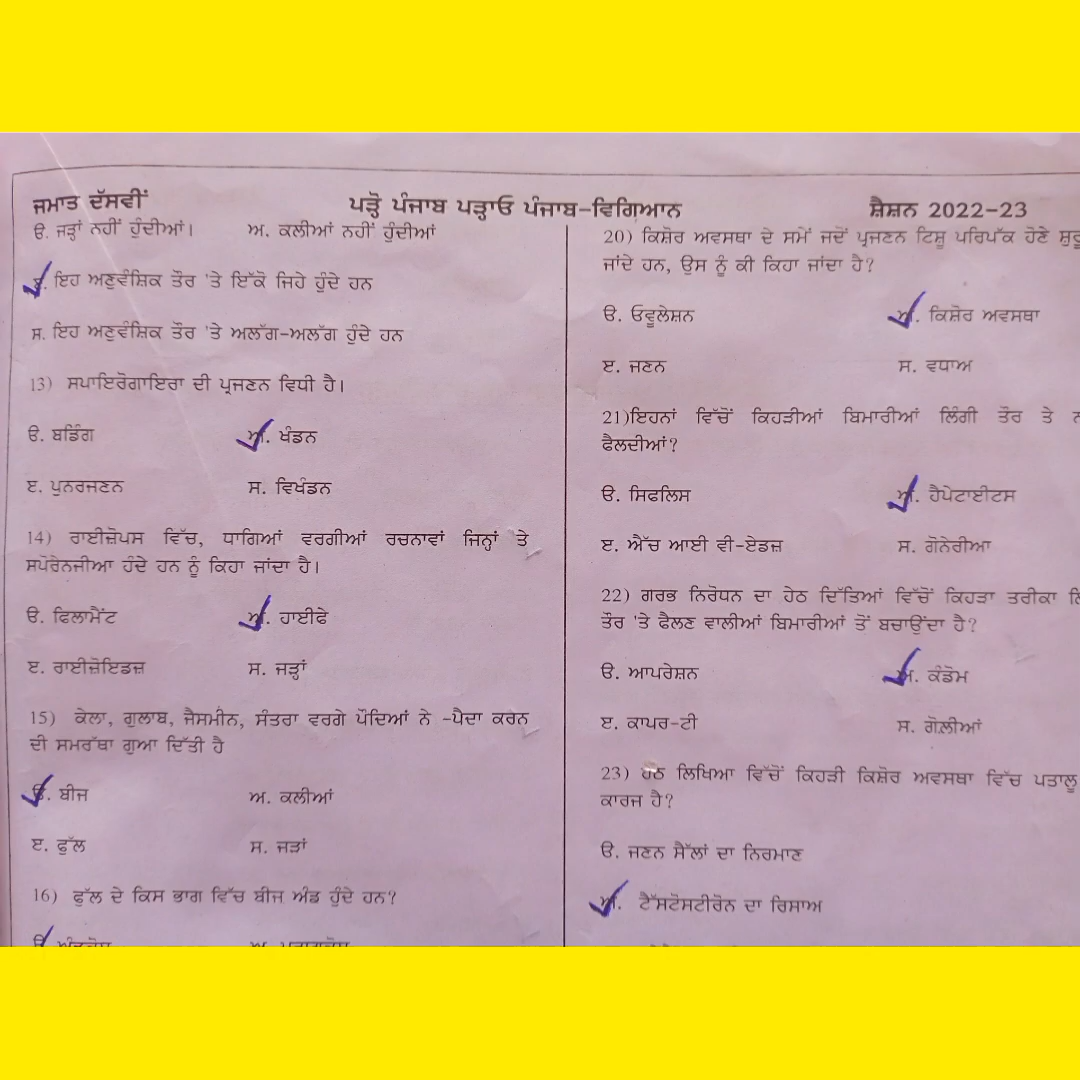 ਜਮਾਤ ਦੱਸਵੀਂ ਪੜ੍ਹੋ ਪੰਜਾਬ ਪੜ੍ਹਾਓ ਪੰਜਾਬ-ਵਿਗਿਆਨ ਸ਼ੈਸ਼ਨ 2022-23
ੳ. ਜੜ੍ਹਾਂ ਨਹੀਂ ਹੁੰਦੀਆਂ। ਅ. ਕਲੀਆਂ ਨਹੀਂ ਹੁੰਦੀਆਂ
ੲ. ਇਹ ਅਣੁਵੰਸ਼ਿਕ ਤੌਰ 'ਤੇ ਇੱਕੋ ਜਿਹੇ ਹੁੰਦੇ ਹਨ
ਸ. ਇਹ ਅਣੁਵੰਸ਼ਿਕ ਤੌਰ 'ਤੇ ਅਲੱਗ-ਅਲੱਗ ਹੁੰਦੇ ਹਨ
13) ਸਪਾਇਰੋਗਾਇਰਾ ਦੀ ਪ੍ਰਜਣਨ ਵਿਧੀ ਹੈ।
ੳ. ਬਡਿੰਗ ਅ. ਖੰਡਨ
ੲ. ਪੁਨਰਜਣਨ ਸ. ਵਿਖੰਡਨ
14) ਰਾਈਜ਼ੋਪਸ ਵਿੱਚ, ਧਾਗਿਆਂ ਵਰਗੀਆਂ ਰਚਨਾਵਾਂ ਜਿਨ੍ਹਾਂ ਤੇ
ਸਪੋਰੇਨਜੀਆ ਹੰਦੇ ਹਨ ਨੂੰ ਕਿਹਾ ਜਾਂਦਾ ਹੈ।
ੳ. ਫਿਲਾਮੈਂਟ ਅ. ਹਾਈਫੇ
ੲ. ਰਾਈਜ਼ੋਇਡਜ਼ ਸ. ਜੜ੍ਹਾਂ
15) ਕੇਲਾ, ਗੁਲਾਬ, ਜੈਸਮੀਨ, ਸੰਤਰਾ ਵਰਗੇ ਪੌਦਿਆਂ ਨੇ -ਪੈਦਾ ਕਰਨ
ਦੀ ਸਮਰੱਥਾ ਗੁਆ ਦਿੱਤੀ ਹੈ
ੳ. ਬੀਜ ਅ. ਕਲੀਆਂ
ੲ. ਫੁੱਲ ਸ. ਜੜਾਂ
16) ਫੁੱਲ ਦੇ ਕਿਸ ਭਾਗ ਵਿੱਚ ਬੀਜ ਅੰਡ ਹੁੰਦੇ ਹਨ?
20) ਕਿਸ਼ੋਰ ਅਵਸਥਾ ਦੇ ਸਮੇਂ ਜਦੋਂ ਪ੍ਰਜਣਨ ਟਿਸ਼ੂ ਪਰਿਪੱਕ ਹੋਣੇ ਸ਼ੁਰੂ
ਜਾਂਦੇ ਹਨ, ਉਸ ਨੂੰ ਕੀ ਕਿਹਾ ਜਾਂਦਾ ਹੈ?
ੳ. ਓਵੂਲੇਸ਼ਨ ਅ. ਕਿਸ਼ੋਰ ਅਵਸਥਾ
ੲ. ਜਣਨ ਸ. ਵਧਾਅ
21)ਇਹਨਾਂ ਵਿੱਚੋਂ ਕਿਹੜੀਆਂ ਬਿਮਾਰੀਆਂ ਲਿੰਗੀ ਤੌਰ ਤੇ
ਫੈਲਦੀਆਂ?
ੳ. ਸਿਫਲਿਸ ਅ. ਹੈਪੇਟਾਈਟਸ
ੲ. ਐੱਚ ਆਈ ਵੀ-ਏਡਜ਼ ਸ. ਗੋਨੇਰੀਆ
22) ਗਰਭ ਨਿਰੋਧਨ ਦਾ ਹੇਠ ਦਿੱਤਿਆਂ ਵਿੱਚੋਂ ਕਿਹੜਾ ਤਰੀਕਾ
ਤੌਰ 'ਤੇ ਫੈਲਣ ਵਾਲੀਆਂ ਬਿਮਾਰੀਆਂ ਤੋਂ ਬਚਾਉਂਦਾ ਹੈ?
ੳ. ਆਪਰੇਸ਼ਨ ਅ. ਕੰਡੋਮ
ੲ. ਕਾਪਰ-ਟੀ ਸ. ਗੋਲੀਆਂ
23) ਹੇਠ ਲਿਖਿਆ ਵਿੱਚੋਂ ਕਿਹੜੀ ਕਿਸ਼ੋਰ ਅਵਸਥਾ ਵਿੱਚ ਪਤਾਲੂ
ਕਾਰਜ ਹੈ?
ੳ. ਜਣਨ ਸੈੱਲਾਂ ਦਾ ਨਿਰਮਾਣ
ਅ. ਟੈੱਸਟੋਸਟੀਰੋਨ ਦਾ ਰਿਸਾਅ